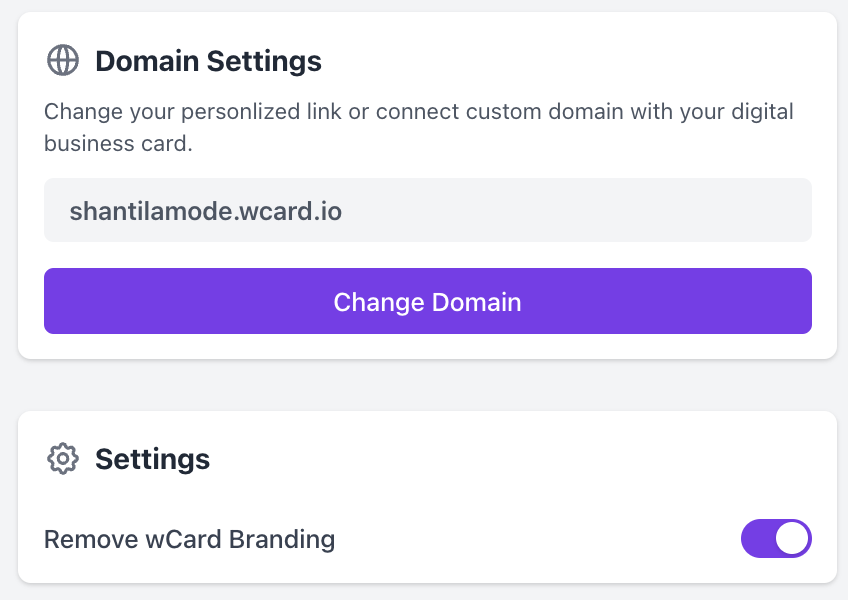 Domain Settings
Change your personlized link or connect custom domain with your digital
business card.
shantilamode.wcard.io
Change Domain
Settings
Remove wCard Branding